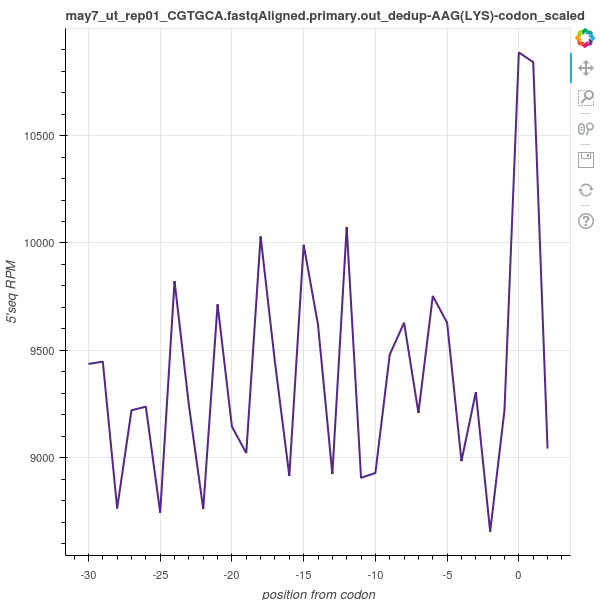 may7_ut_rep01_CGTGCA.fastqAligned.primary.out_dedup-AAG(LYS)-codon_scaled
10500
10000
9500
9000
5'seq RPM
-30 -25 -20 -15 -10 -5 0
position from codon